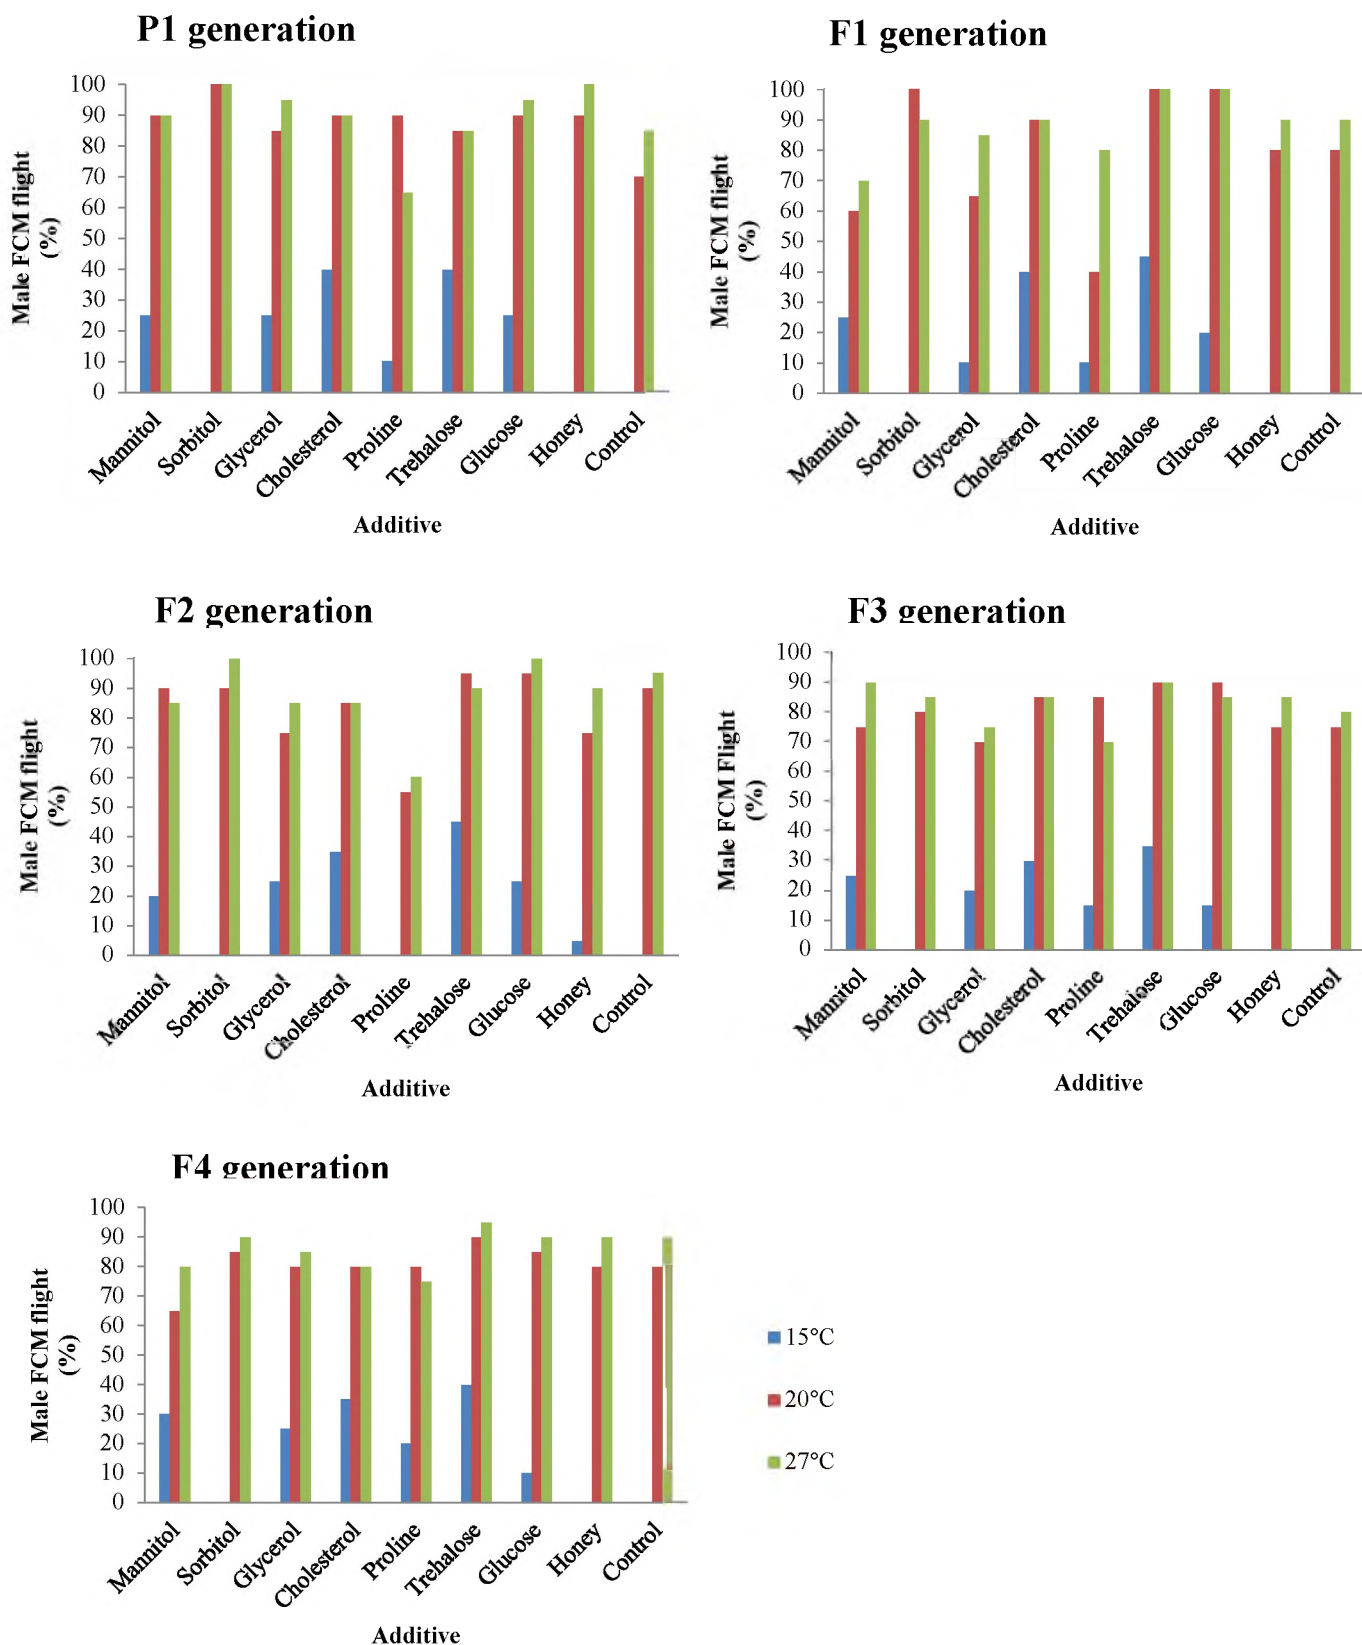 P1 generation
100
90
80
70
60
50
40
30
20
10
0
Male FCM flight
(%)
Mannitol
Sorbitol
Glycerol
Cholesterol
Proline
Trehalose
Glucose
Honey
Control
Additive
F1 generation
100
90
80
70
60
50
40
30
20
10
0
Male FCM flight
(%)
Mannitol
Sorbitol
Glycerol
Cholesterol
Proline
Trehalose
Glucose
Honey
Control
Additive
F2 generation
100
90
80
70
60
50
40
30
20
10
0
Male FCM flight
(%)
Mannitol
Sorbitol
Glycerol
Cholesterol
Proline
Trehalose
Glucose
Honey
Control
Additive
F3 generation
100
90
80
70
60
50
40
30
20
10
0
Male FCM Flight
(%)
Mannitol
Sorbitol
Glycerol
Cholesterol
Proline
Trehalose
Glucose
Honey
Control
Additive
F4 generation
100
90
80
70
60
50
40
30
20
10
0
Male FCM flight
(%)
Mannitol
Sorbitol
Glycerol
Cholesterol
Proline
Trehalose
Glucose
Honey
Control
Additive
15°C
20°C
27°C